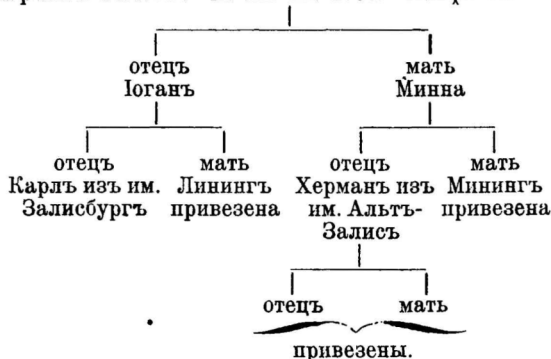 отецъ мать
Іоганъ Минна
отецъ мать отецъ мать
Карлъ изъ им. Линингъ Херманъ изъ Минингъ
Залисбургъ привезена им. Альтъ- привезена
Залисъ
отецъ мать
привезены.